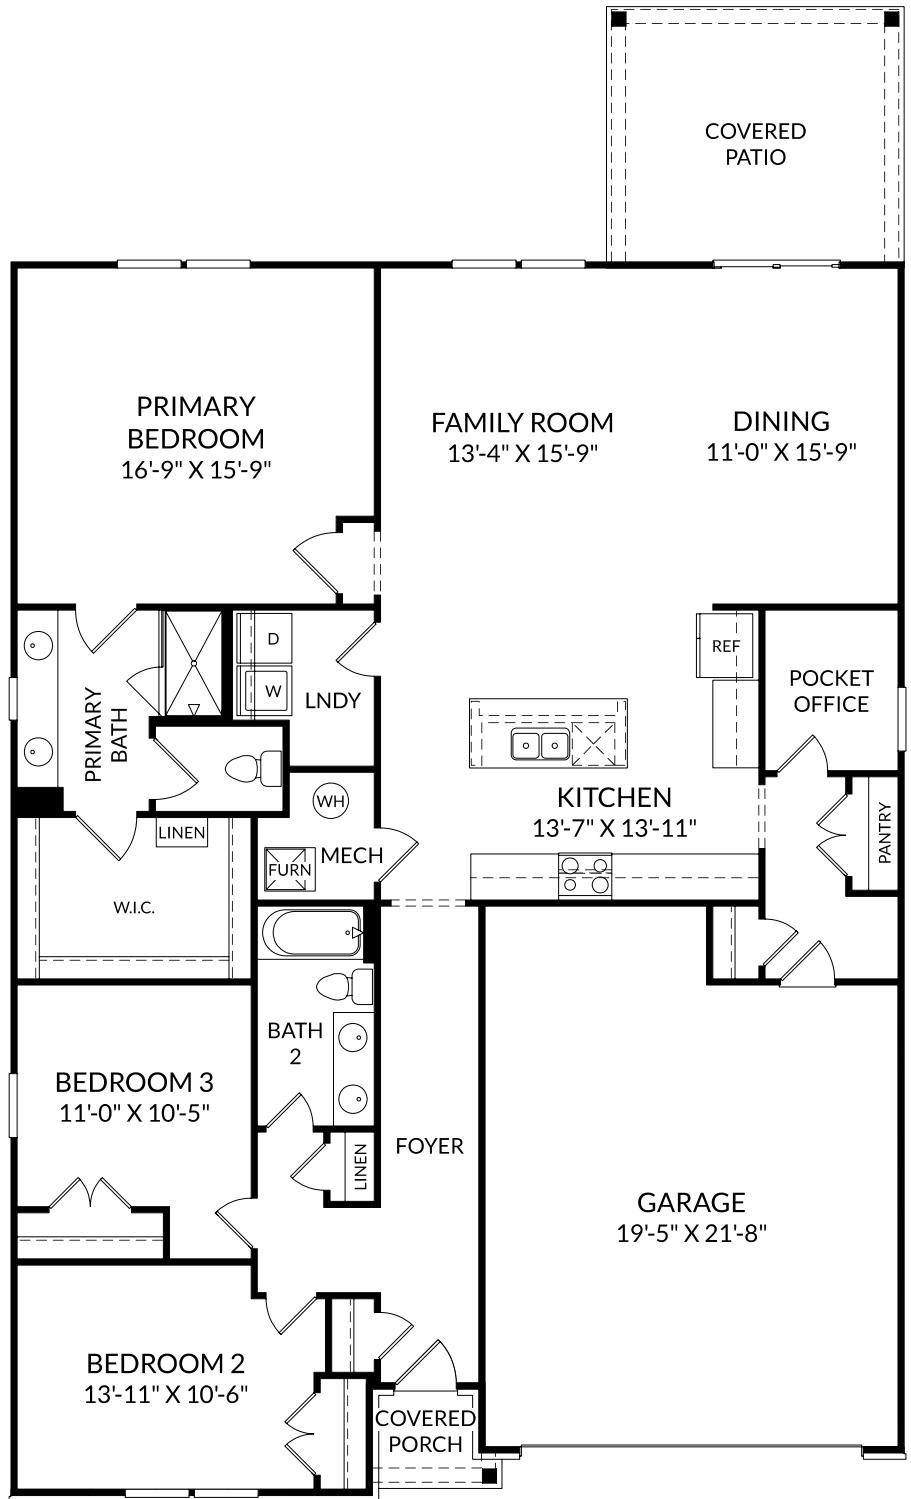 COVERED
PATIO
PRIMARY
BEDROOM
16'-9" X 15'-9"
FAMILY ROOM
13'-4" X 15'-9"
DINING
11'-0" X 15'-9"
D
W
LNDY
PRIMARY
BATH
REF
POCKET
OFFICE
KITCHEN
13'-7" X 13'-11"
WH
MECH
FURN
LINEN
W.I.C.
PANTRY
BATH
2
BEDROOM 3
11'-0" X 10'-5"
LINEN
FOYER
GARAGE
19'-5" X 21'-8"
BEDROOM 2
13'-11" X 10'-6"
COVERED
PORCH